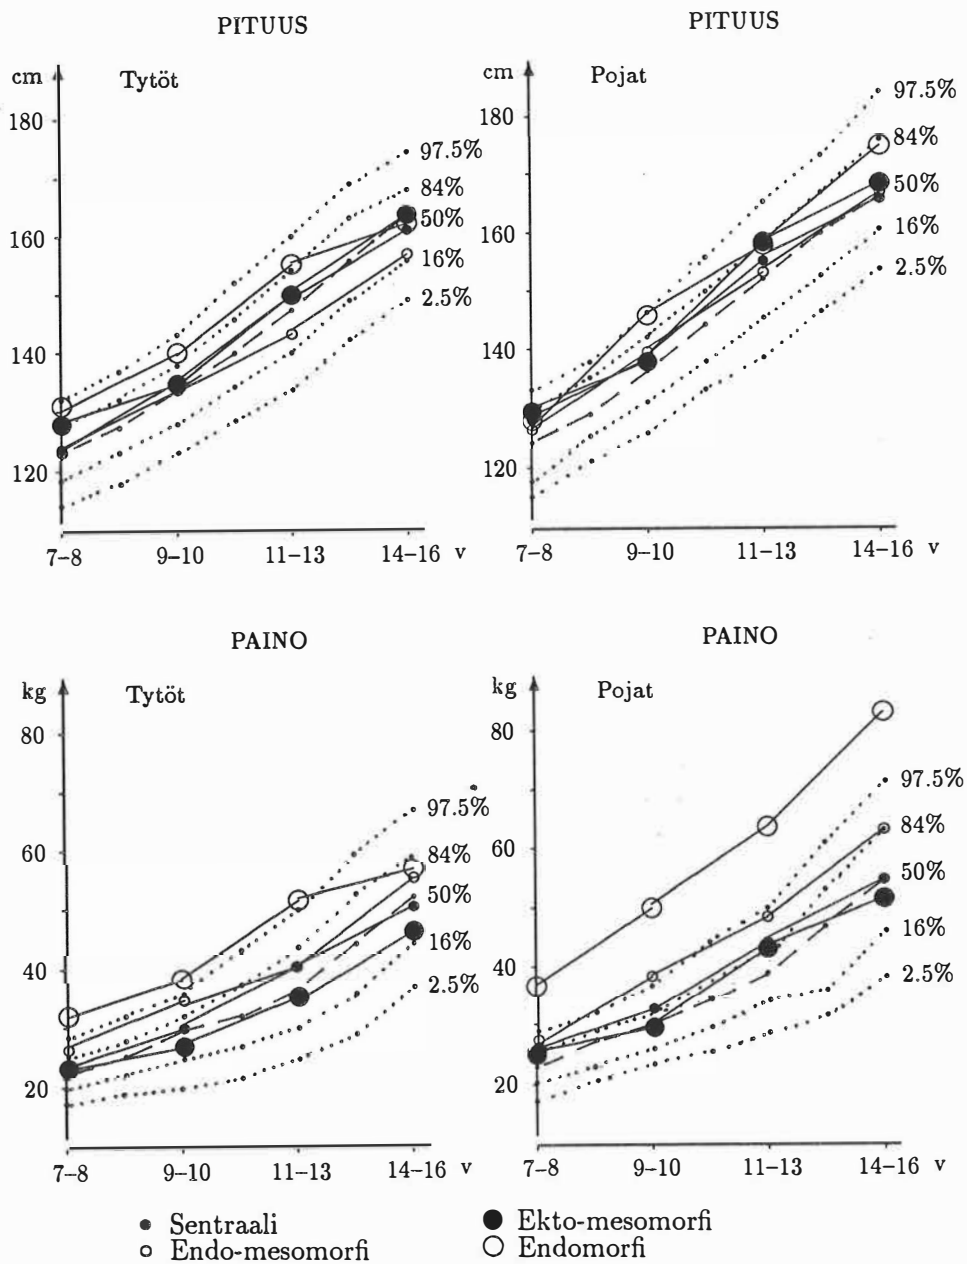 PITUUS
cm
Tytöt
180
160
140
120
97.5%
84%
50%
16%
2.5%
7–8 9–10 11–13 14–16 v
PITUUS
cm
Pojat
180
160
140
120
97.5%
84%
50%
16%
2.5%
7–8 9–10 11–13 14–16 v
PAINO
kg
Tytöt
80
60
40
20
97.5%
84%
50%
16%
2.5%
7–8 9–10 11–13 14–16 v
PAINO
kg
Pojat
80
60
40
20
97.5%
84%
50%
16%
2.5%
7–8 9–10 11–13 14–16 v
Sentraali
Endo-mesomorfi
Ekto-mesomorfi
Endomorfi